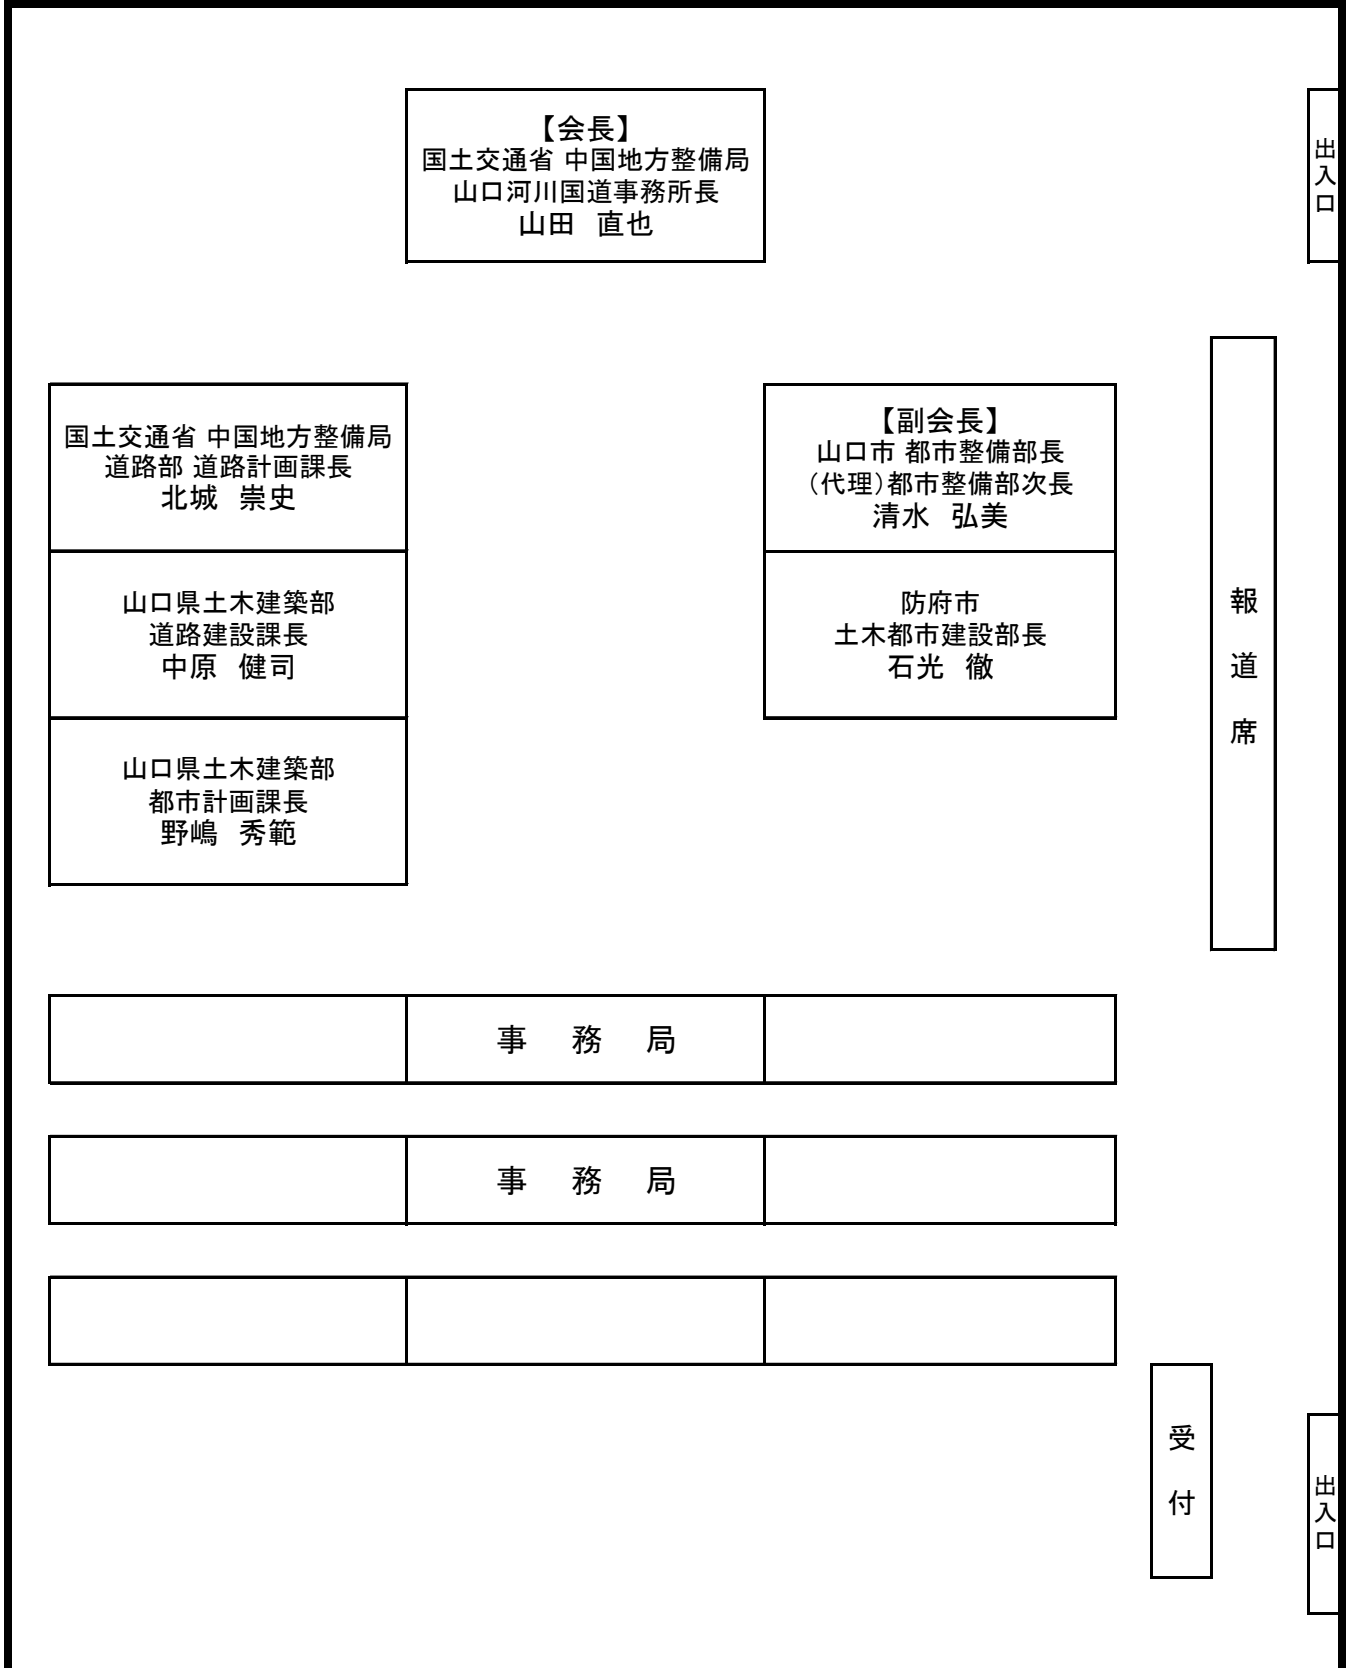 【会長】
国土交通省 中国地方整備局
山口河川国道事務所長
山田 直也
出入口
国土交通省 中国地方整備局
道路部 道路計画課長
北城 崇史
山口県土木建築部
道路建設課長
中原 健司
山口県土木建築部
都市計画課長
野嶋 秀範
【副会長】
山口市 都市整備部長
（代理）都市整備部次長
清水 弘美
防府市
土木都市建設部長
石光 徹
報道席
事 務 局
事 務 局
受付
出入口